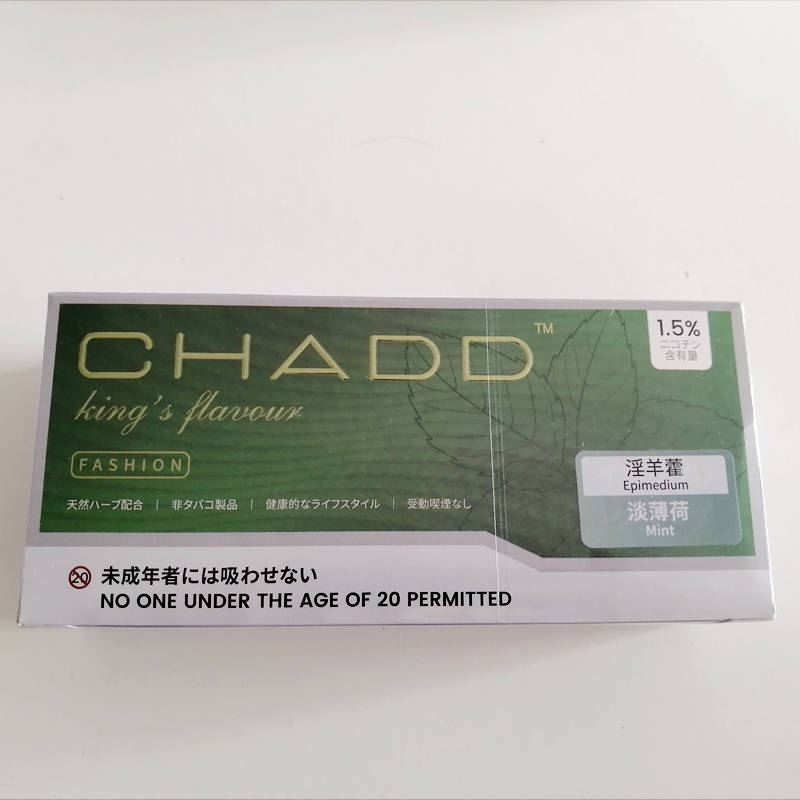 CHADD™
king's flavour
FASHION
天然ハーブ配合 | 非タバコ製品 | 健康的なライフスタイル | 受動喫煙なし
1.5%
ニコチン
含有量
淫羊藿
Epimedium
淡薄荷
Mint
20 未成年者には吸わせない
NO ONE UNDER THE AGE OF 20 PERMITTED